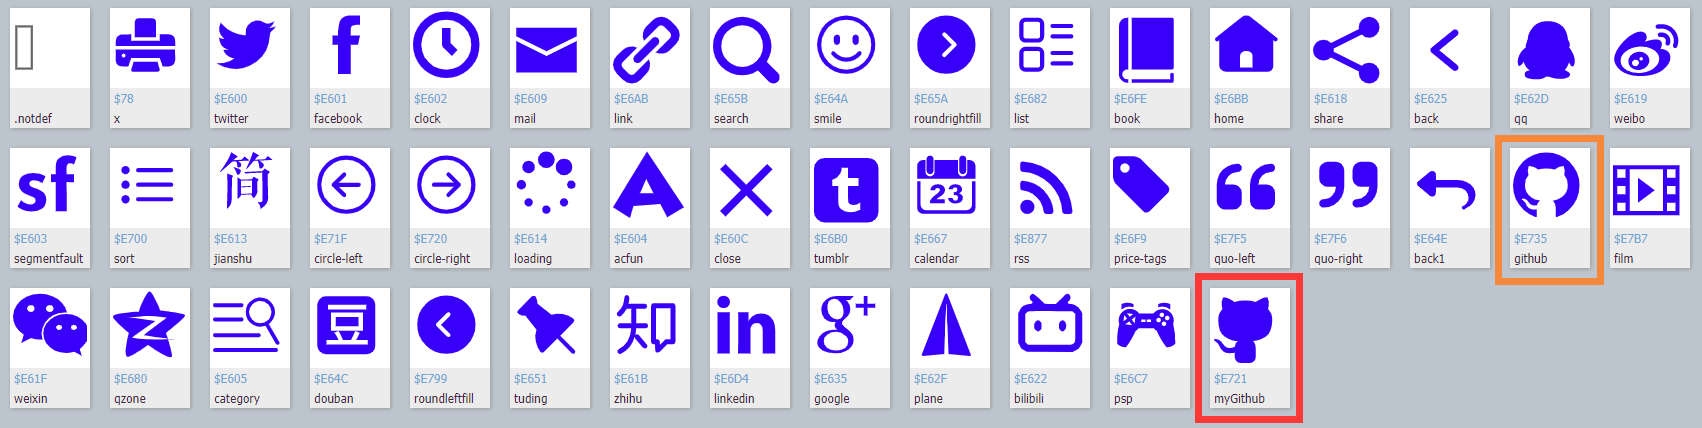 .notdef
$78
x
$E600
twitter
$E601
facebook
$E602
clock
$E609
mail
$E6AB
link
$E65B
search
$E64A
smile
$E65A
roundrightfill
$E682
list
$E6FE
book
$E6BB
home
$E618
share
$E625
back
$E62D
qq
$E619
weibo
sf
$E603
segmentfault
$E700
sort
简
$E613
jianshu
$E71F
circle-left
$E720
circle-right
$E614
loading
$E604
acfun
$E60C
close
t
$E6B0
tumblr
23
$E667
calendar
$E877
rss
$E6F9
price-tags
$E7F5
quo-left
$E7F6
quo-right
$E64E
back1
$E735
github
$E7B7
film
$E61F
weixin
$E680
qzone
$E605
category
豆
$E64C
douban
$E799
roundleftfill
$E651
tuding
知
$E61B
zhihu
in
$E6D4
linkedin
g+
$E635
google
$E62F
plane
$E622
bilibili
$E6C7
psp
$E721
myGithub